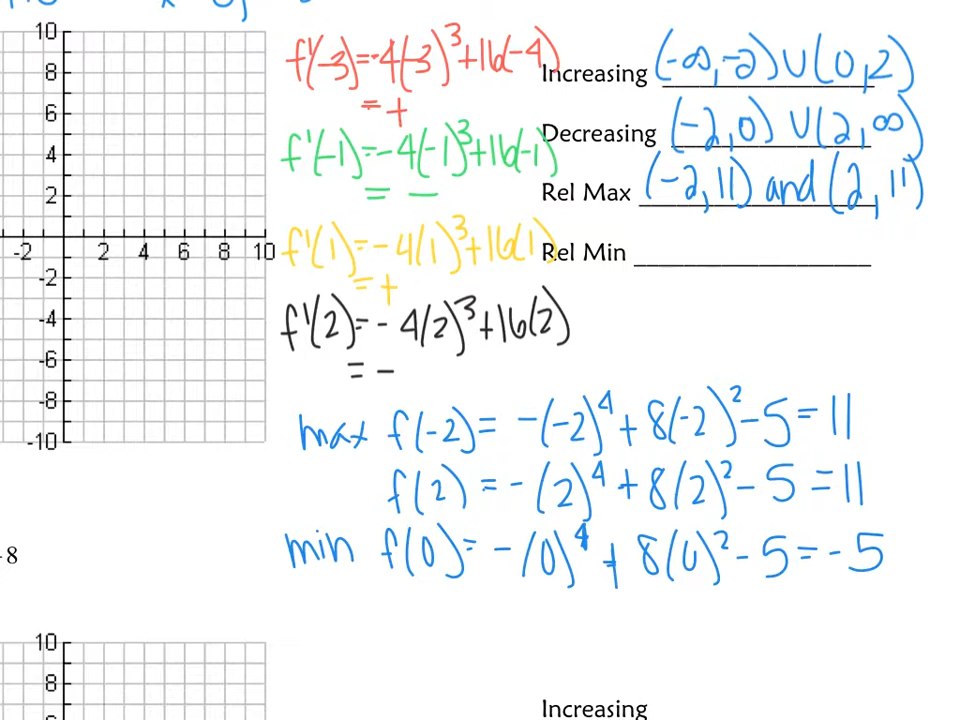 10
8
6
4
2
-2 2 4 6 8 10
-2
-4
-6
-8
-10
f'(-3)=-4(-3)³+16(-4)
= +
f'(-1)=-4(-1)³+16(-1)
= -
f'(1)=-4(1)³+16(1)
= +
f'(2)=-4(2)³+16(2)
= -
Increasing (-∞,-2)∪(0,2)
Decreasing (-2,0)∪(2,∞)
Rel Max (-2,11) and (2,11)
Rel Min
max f(-2)= -(-2)⁴+8(-2)²-5=11
f(2)=-(2)⁴+8(2)²-5=11
min f(0)=-(0)⁴+8(0)²-5=-5
-8
10
8
Increasing